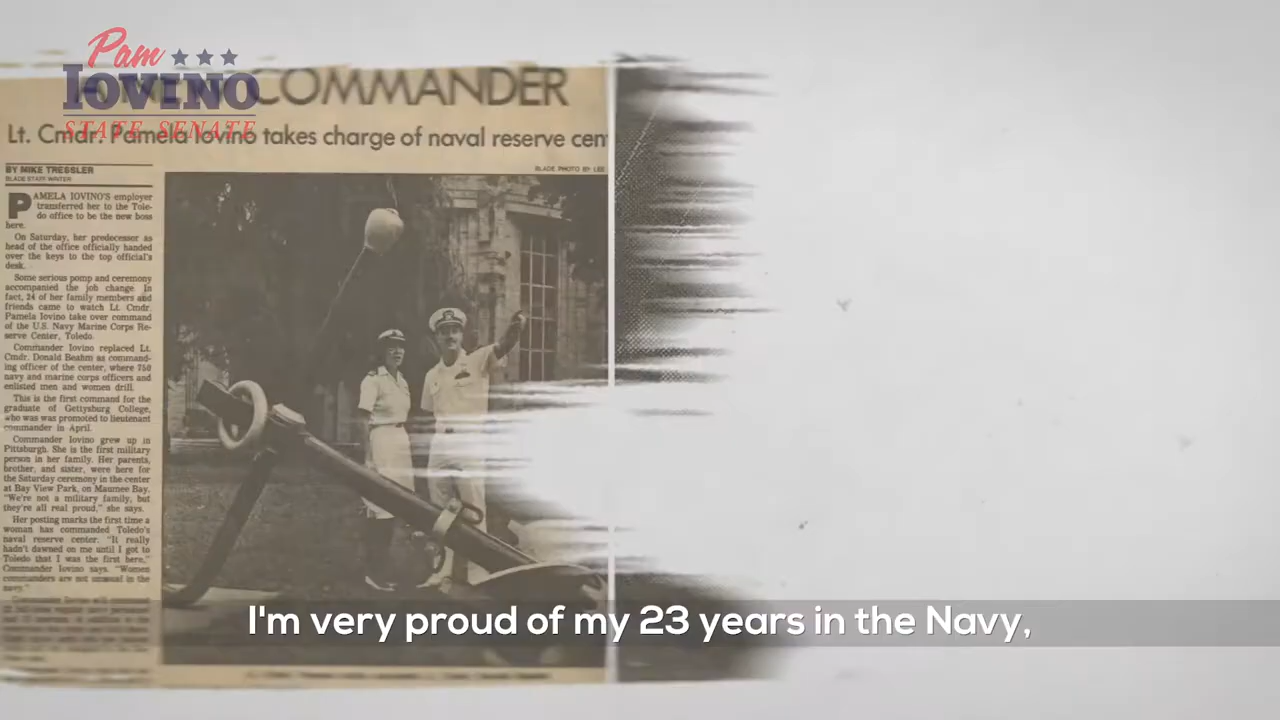 Pam
IOVINO
STATE SENATE
COMMANDER
Lt. Cmdr. Pamela Iovino takes charge of naval reserve cen
BY MIKE TRESSLER
BLADE STAFF WRITER
BLADE PHOTO BY LEE
PAMELA IOVINO'S employer
transferred her to the Tole-
do office to be the new boss
here.
On Saturday, her predecesser as
head of the office officially handed
over the keys to the top official's
desk.
Some serious pomp and ceremony
accompanied the job change. In
fact, 24 of her family members and
friends came to watch Lt. Cmdr.
Pamela Iovino take over command
of the U.S. Navy Marine Corps Re-
serve Center, Toledo.
Commander Iovino replaced Lt.
Cmdr. Donald Beahm as command-
ing officer of the center, where 750
navy and marine corps officers and
enlisted men and women drill.
This is the first command for the
graduate of Gettysburg College,
who was was promoted to lieutenant
commander in April.
Commander Iovino grew up in
Pittsburgh. She is the first military
person in her family. Her parents,
brother, and sister, were here for
the Saturday ceremony in the center
at Bay View Park, on Maumee Bay.
"We're not a military family, but
they're all real proud," she says.
Her posting marks the first time a
woman has commanded Toledo's
naval reserve center. "It really
hadn't dawned on me until I got to
Toledo that I was the first here,"
Commander Iovino says. "Women
commanders are not unusual in the
navy."
I'm very proud of my 23 years in the Navy,